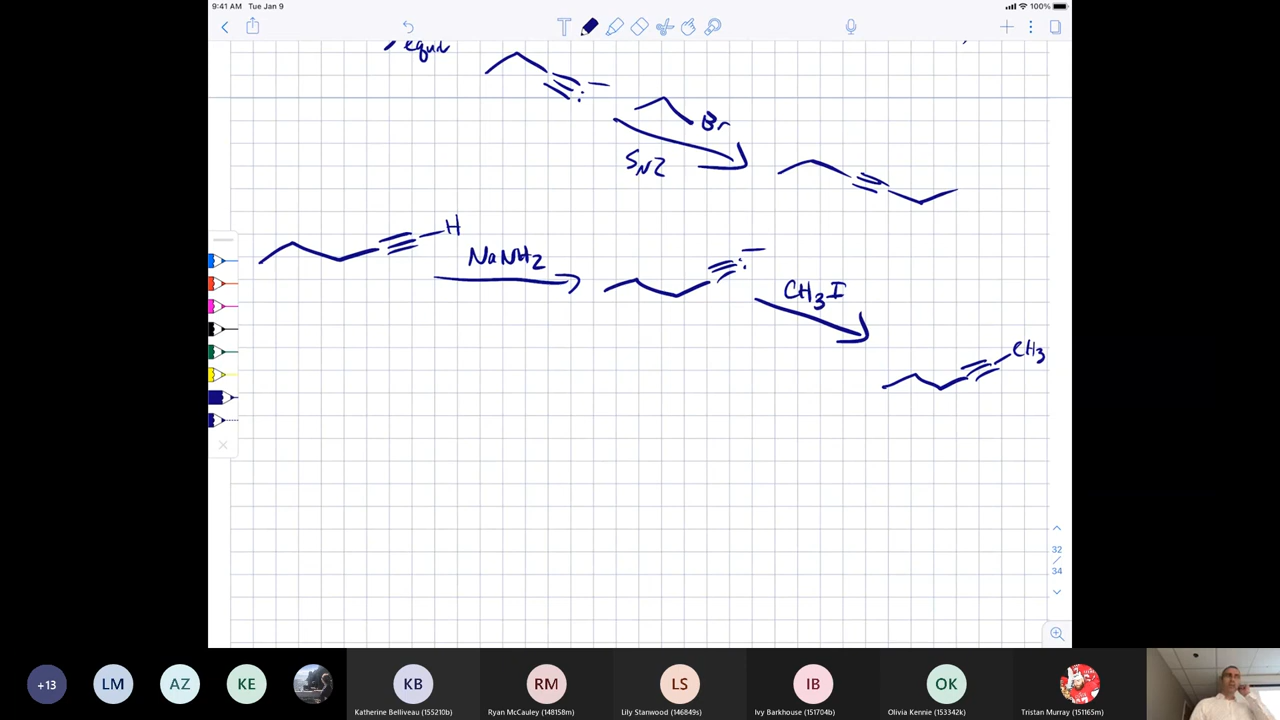 9:41 AM Tue Jan 9
100%
equiv
Br
SN2
H
NaNH2
CH3I
CH3
32
/
34
+13
LM
AZ
KE
KB
RM
LS
IB
OK
Katherine Belliveau (155210b)
Ryan McCauley (148158m)
Lily Stanwood (146849s)
Ivy Barkhouse (151704b)
Olivia Kennie (153342k)
Tristan Murray (151165m)